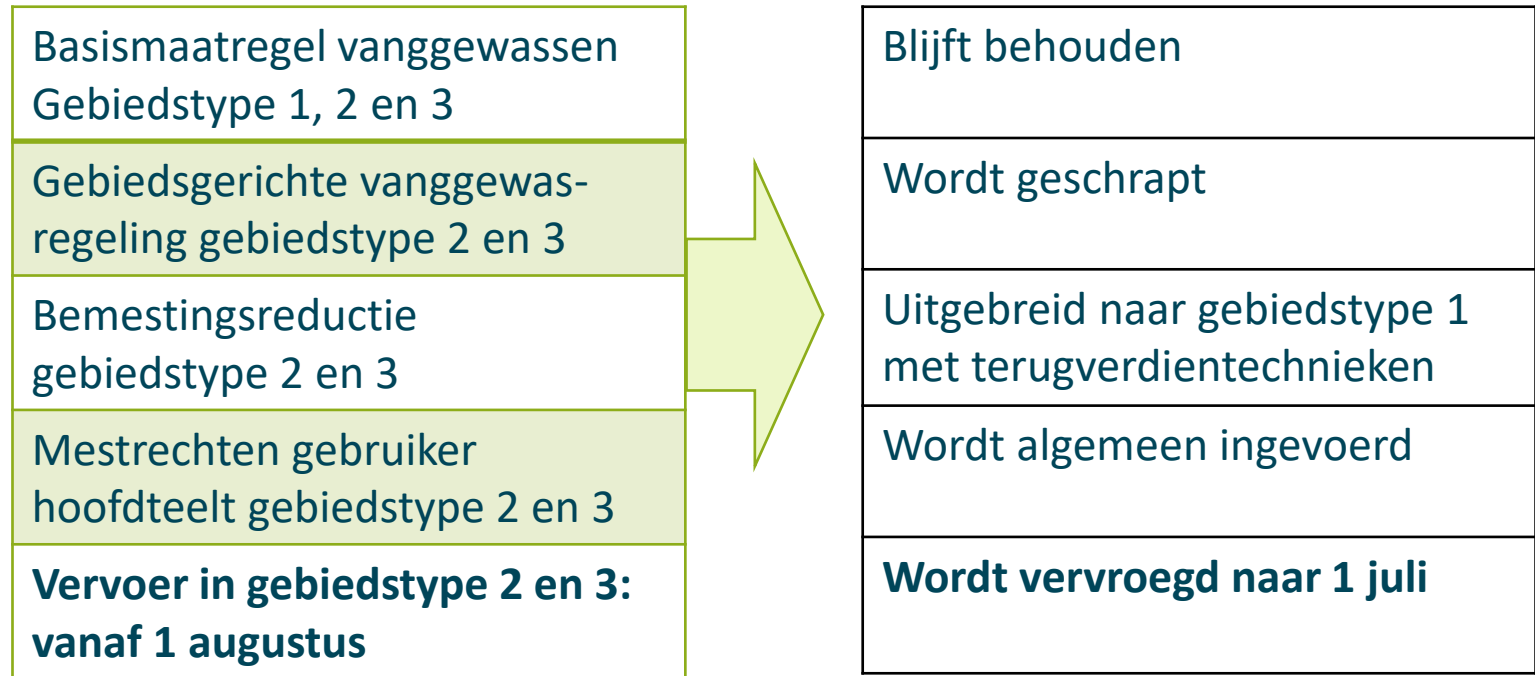 Basismaatregel vanggewassen
Gebiedstype 1, 2 en 3
Blijft behouden
Gebiedsgerichte vanggewas-
regeling gebiedstype 2 en 3
Wordt geschrapt
Bemestingsreductie
gebiedstype 2 en 3
Uitgebreid naar gebiedstype 1
met terugverdientechnieken
Mestrechten gebruiker
hoofdteelt gebiedstype 2 en 3
Wordt algemeen ingevoerd
Vervoer in gebiedstype 2 en 3:
vanaf 1 augustus
Wordt vervroegd naar 1 juli